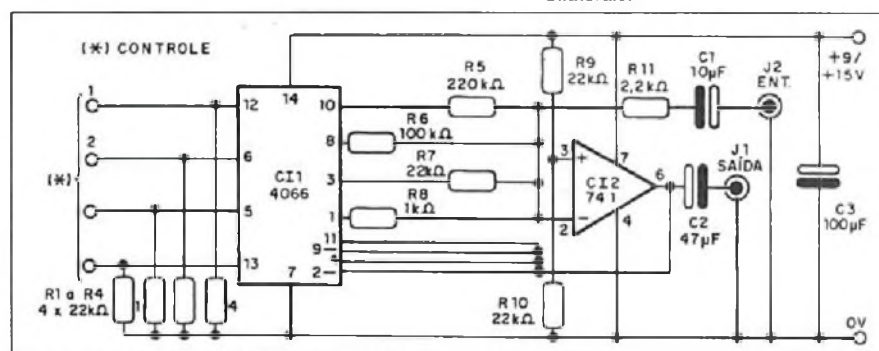 (*) CONTROLE
1
2
(*)
12
6
5
13
14
CI1
4066
7
10
8
3
1
11
9
2
R1 a R4
4 x 22kΩ
1
4
R5
220kΩ
R6
100kΩ
R7
22kΩ
R8
1kΩ
R9
22kΩ
R10
22kΩ
R11
2,2kΩ
C1
10µF
J2
ENT.
+9/
+15V
3
+
7
CI2
741
6
4
−
2
J1
SAÍDA
C2
47µF
C3
100µF
0V